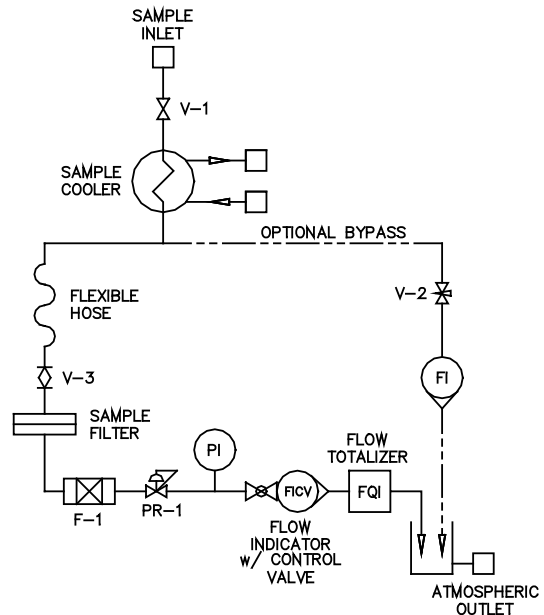 SAMPLE
INLET
V-1
SAMPLE
COOLER
OPTIONAL BYPASS
FLEXIBLE
HOSE
V-2
V-3
FI
SAMPLE
FILTER
PI
FLOW
TOTALIZER
F-1
PR-1
FICV
FQI
FLOW
INDICATOR
w/ CONTROL
VALVE
ATMOSPHERIC
OUTLET